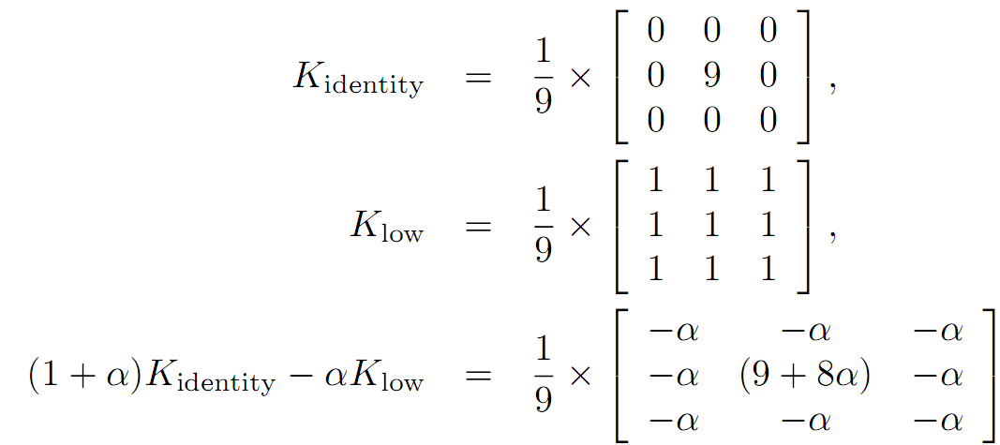 K_identity = 1/9 × [ 0 0 0
0 9 0
0 0 0 ] ,
K_low = 1/9 × [ 1 1 1
1 1 1
1 1 1 ] ,
(1 + α)K_identity − αK_low = 1/9 × [ −α −α −α
−α (9 + 8α) −α
−α −α −α ]